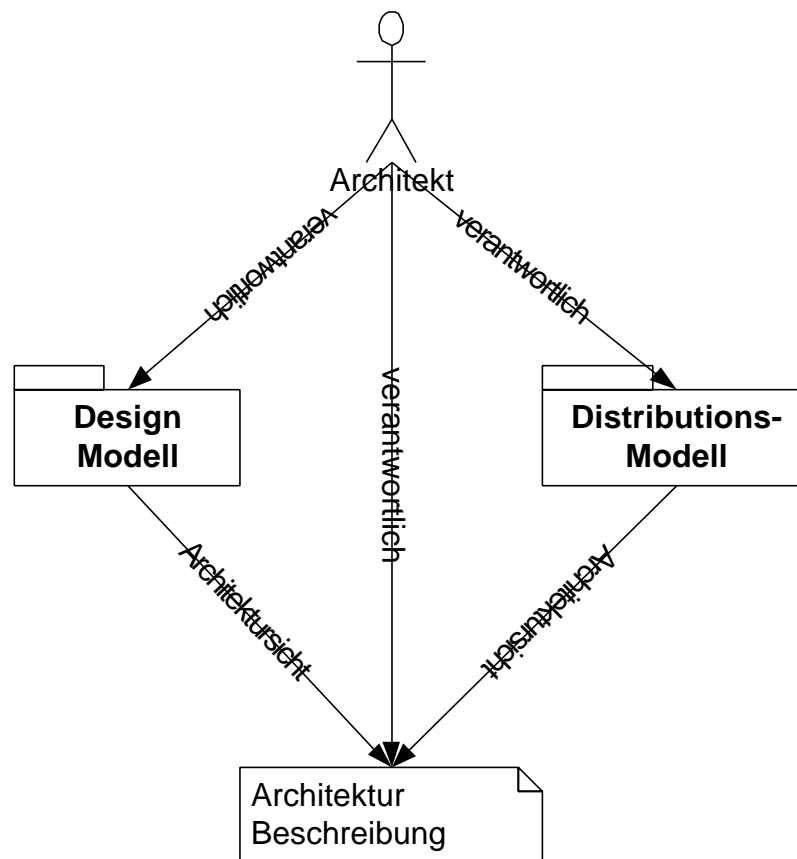 Architekt
verantwortlich
verantwortlich
verantwortlich
Design
Modell
Distributions-
Modell
Architektursicht
Architektursicht
Architektur
Beschreibung